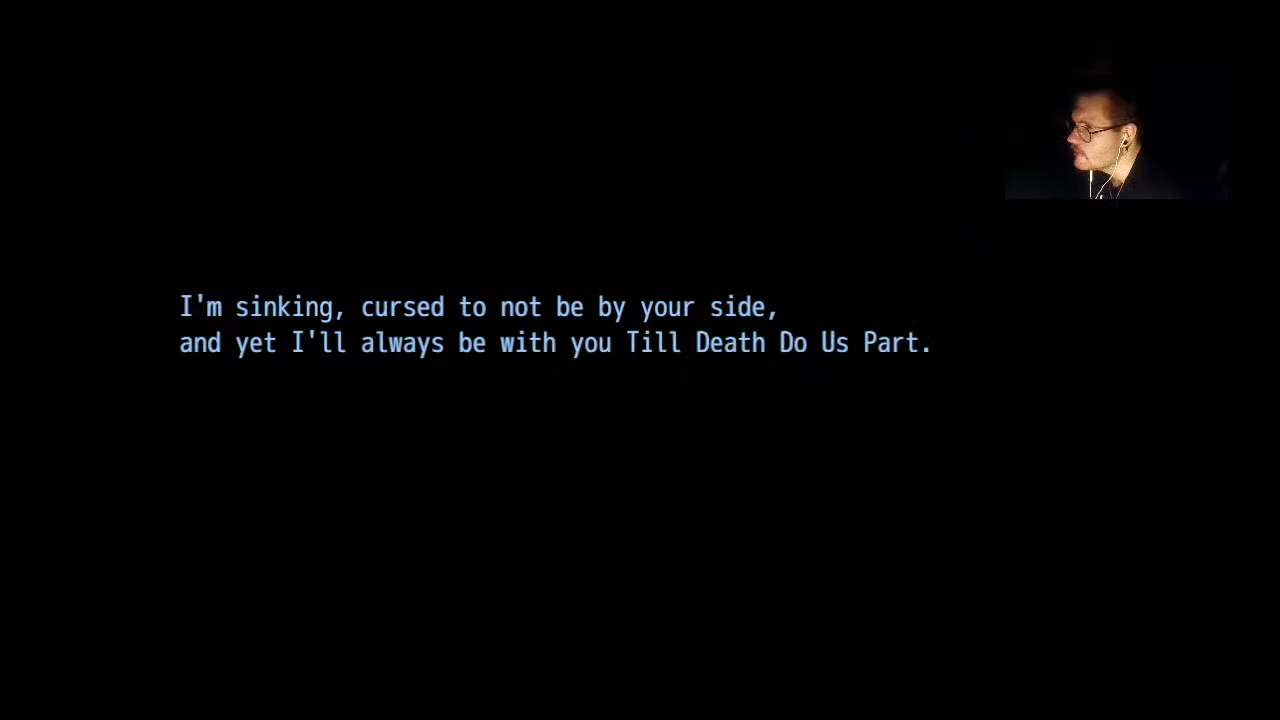 I'm sinking, cursed to not be by your side,
and yet I'll always be with you Till Death Do Us Part.